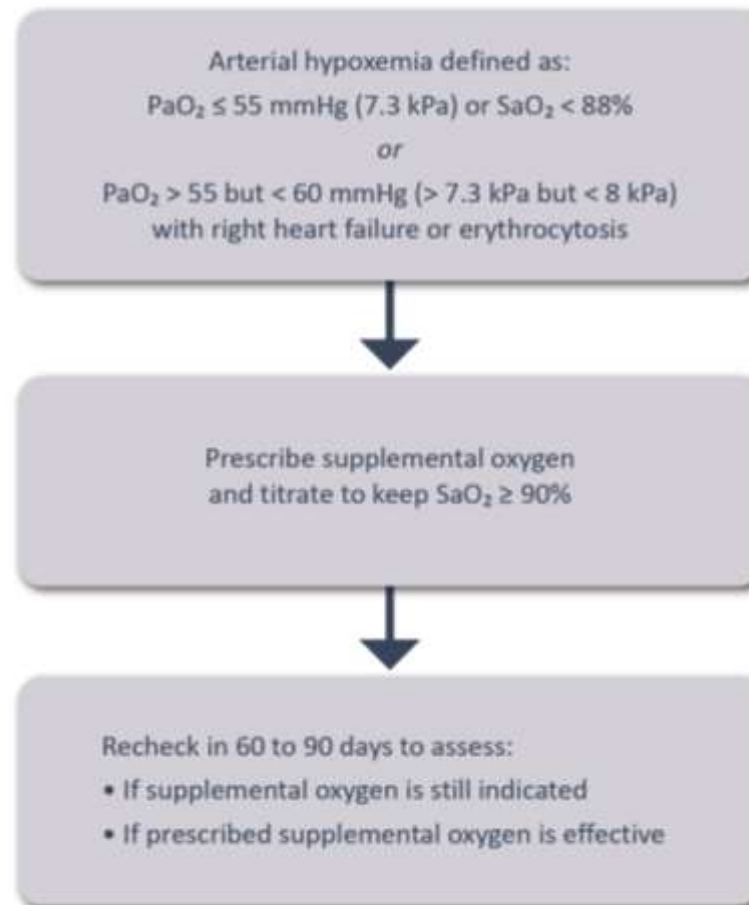 Arterial hypoxemia defined as:
PaO₂ ≤ 55 mmHg (7.3 kPa) or SaO₂ < 88%
or
PaO₂ > 55 but < 60 mmHg (> 7.3 kPa but < 8 kPa)
with right heart failure or erythrocytosis
Prescribe supplemental oxygen
and titrate to keep SaO₂ ≥ 90%
Recheck in 60 to 90 days to assess:
• If supplemental oxygen is still indicated
• If prescribed supplemental oxygen is effective